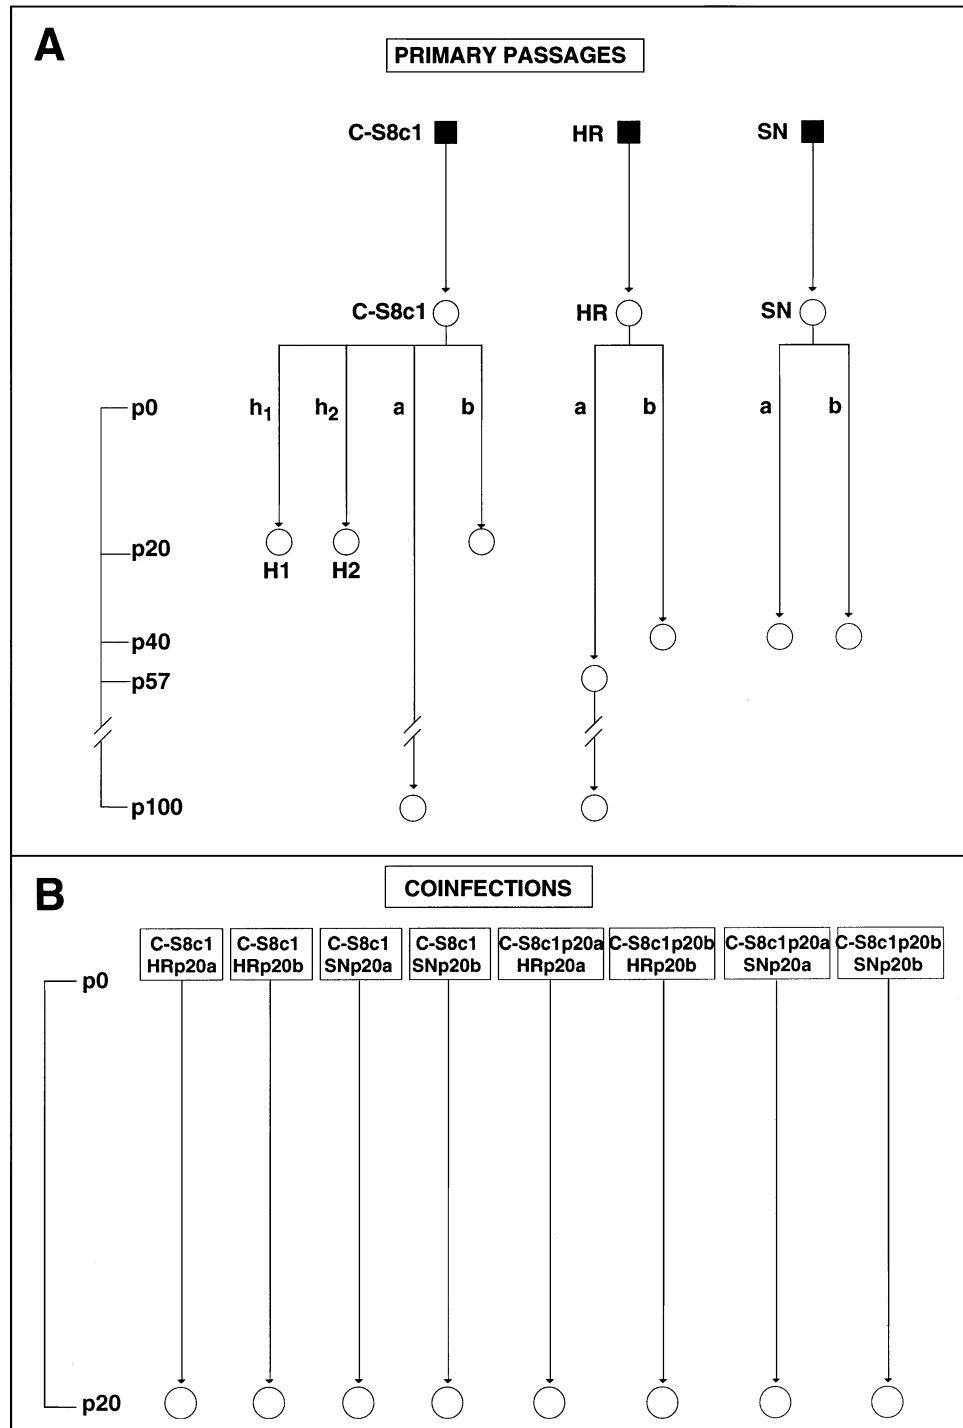 A
PRIMARY PASSAGES
C-S8c1
HR
SN
C-S8c1
HR
SN
p0
h1
h2
a
b
a
b
a
b
p20
H1
H2
p40
p57
p100
B
COINFECTIONS
C-S8c1
HRp20a
C-S8c1
HRp20b
C-S8c1
SNp20a
C-S8c1
SNp20b
C-S8c1p20a
HRp20a
C-S8c1p20b
HRp20b
C-S8c1p20a
SNp20a
C-S8c1p20b
SNp20b
p0
p20